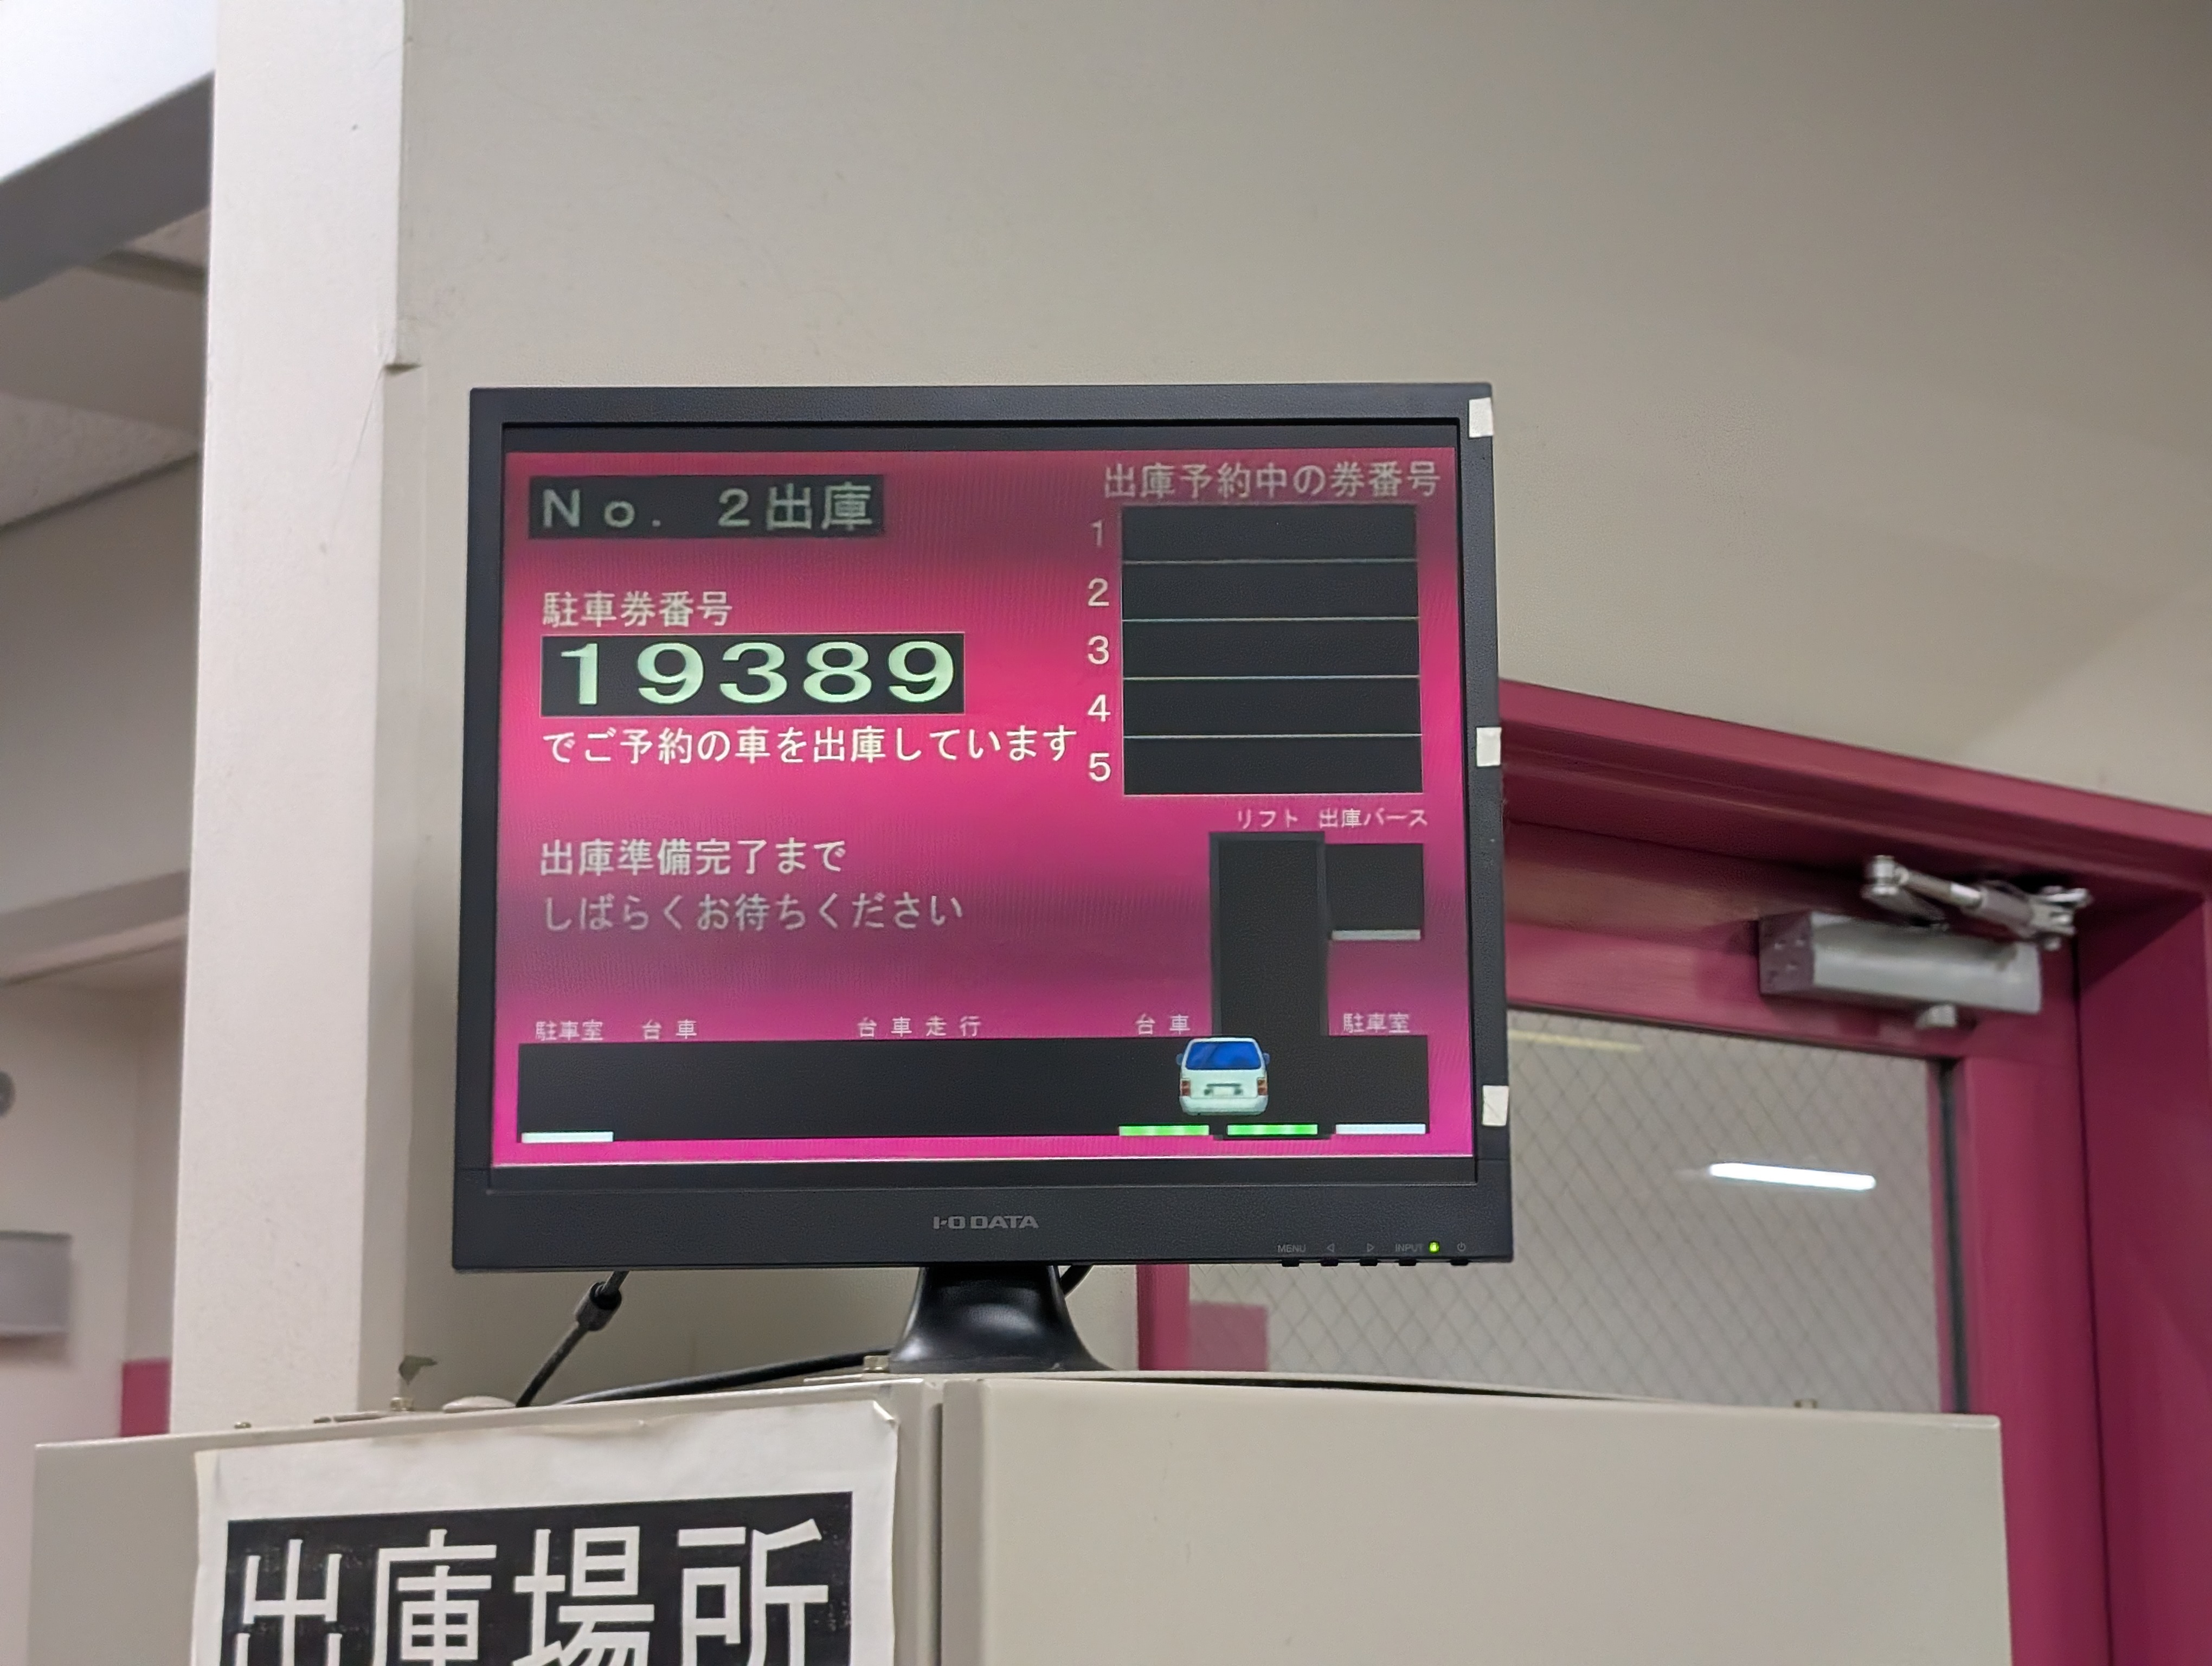 No. 2出庫
駐車券番号
19389
でご予約の車を出庫しています
出庫準備完了まで
しばらくお待ちください
出庫予約中の券番号
1
2
3
4
5
リフト 出庫バース
駐車室 台車 台車走行 台車 駐車室
I-O DATA
MENU ◁ ▷ INPUT
出庫場所